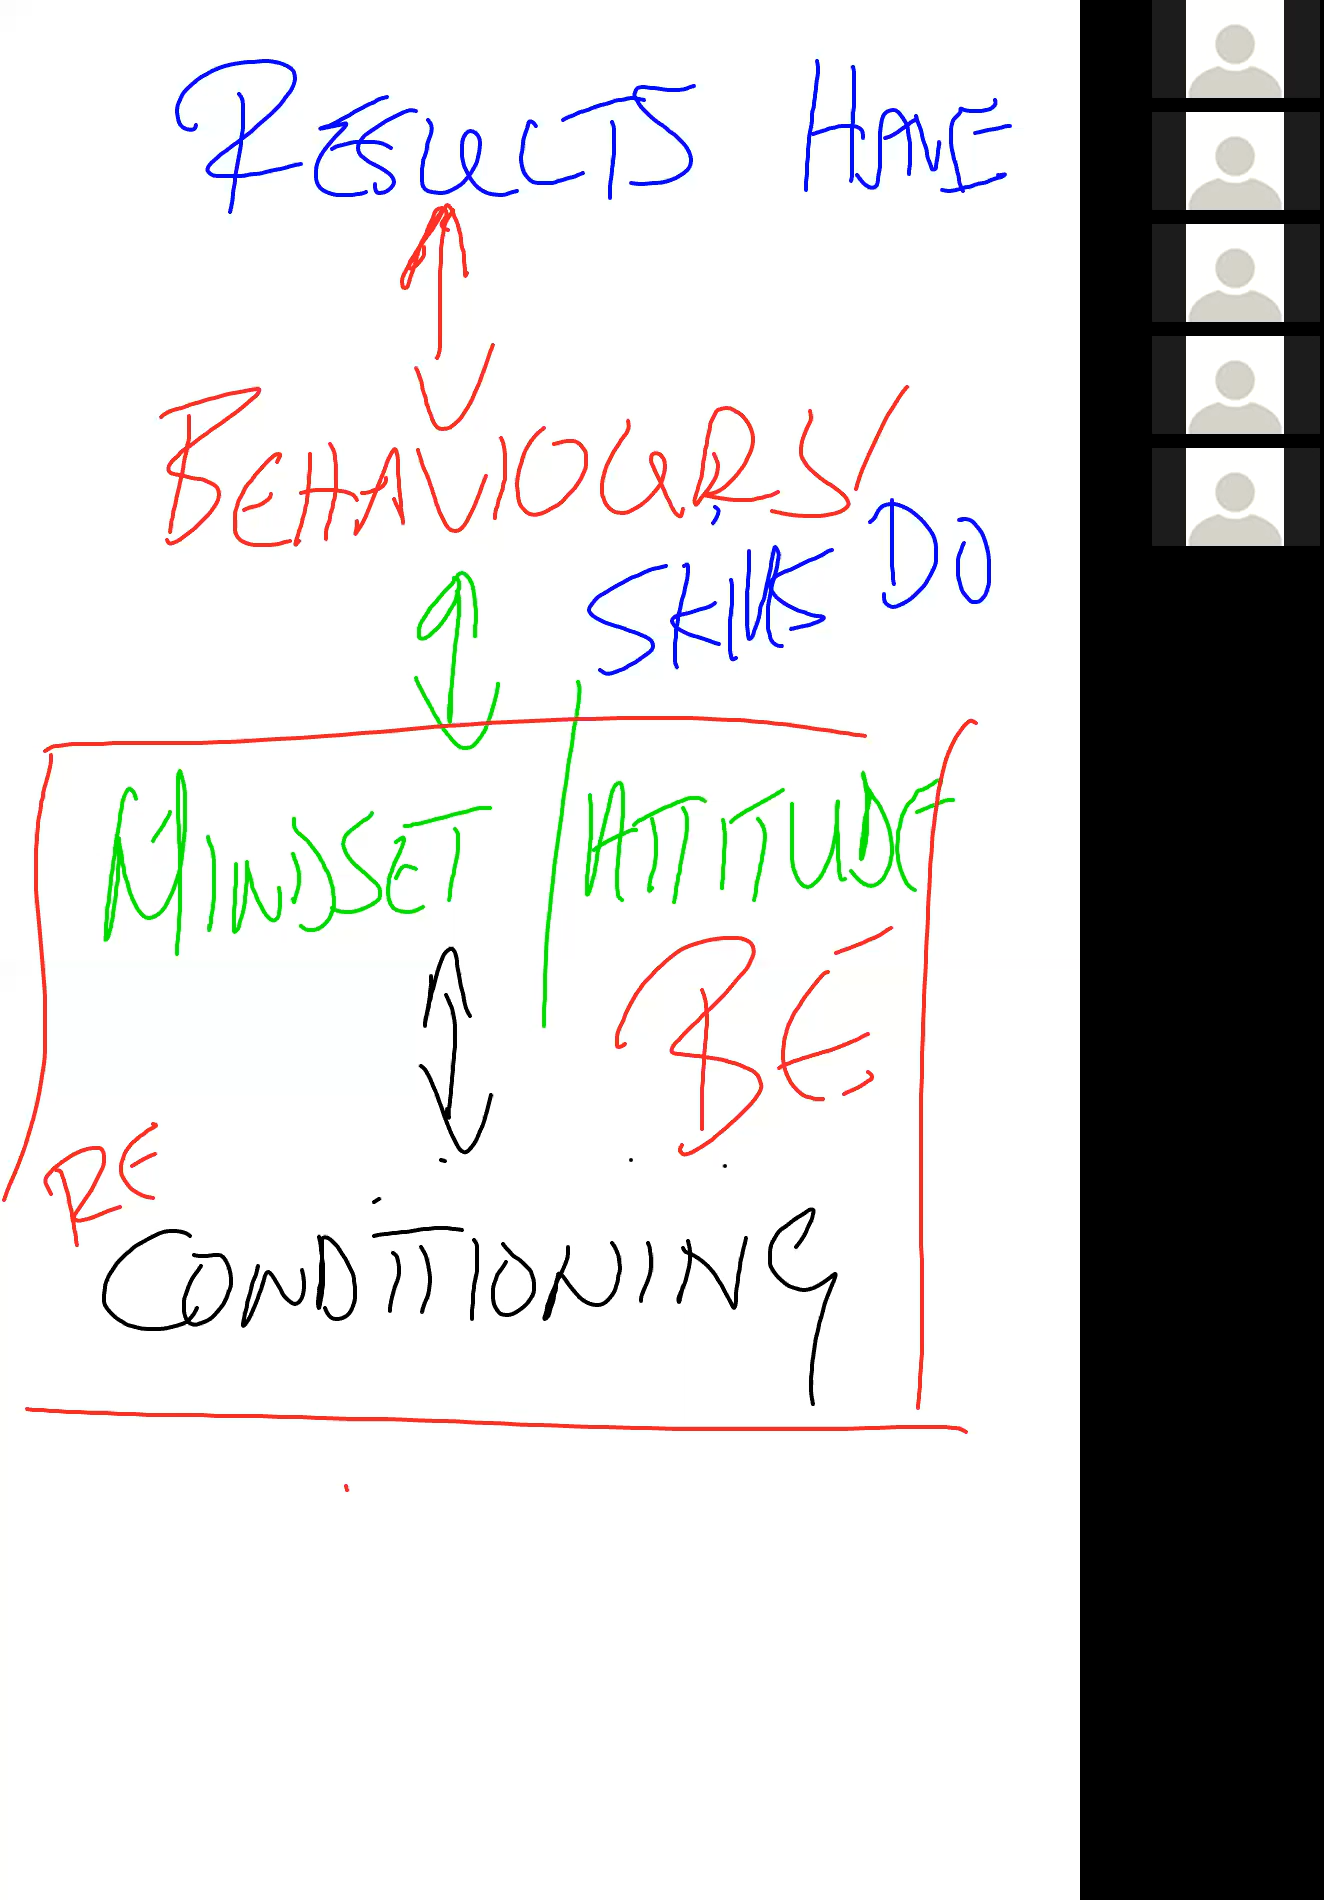 RESULTS HAVE
BEHAVIOURS/
SKILLS DO
MINDSET ATTITUDE
BE
RE
CONDITIONING